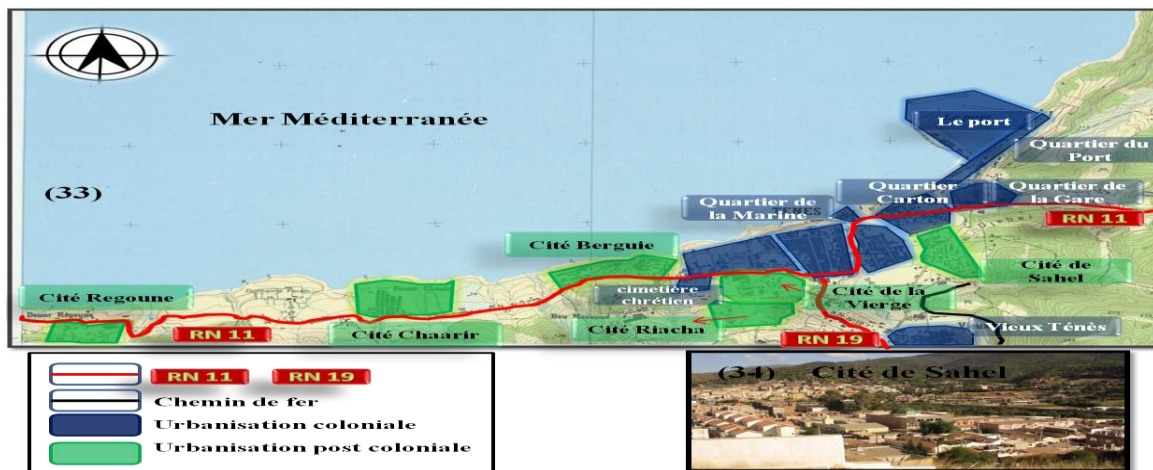 Le port
Mer Méditerranée
Quartier du
Port
(33)
Quartier
Carton
Quartier de
la Gare
Quartier de
la Marine
TENES
RN 11
Cité Berguie
Cité de
Sahel
cimetière
chrétien
Cité de la
Vierge
Cité Regoune
Douar Régoune
RN 11
Cité Chaarir
Cité Riacha
RN 19
Vieux Ténès
RN 11 RN 19
Chemin de fer
Urbanisation coloniale
Urbanisation post coloniale
(34) Cité de Sahel